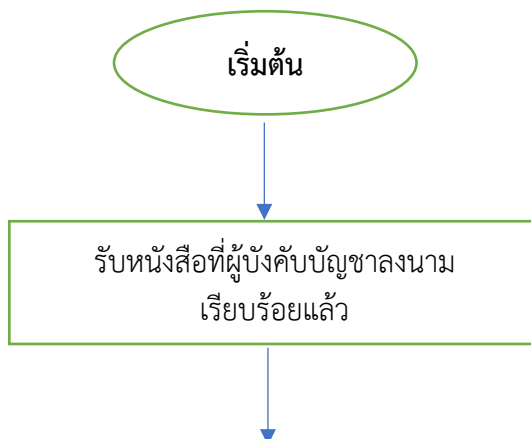 เริ่มต้น
รับหนังสือที่ผู้บังคับบัญชาลงนาม
เรียบร้อยแล้ว